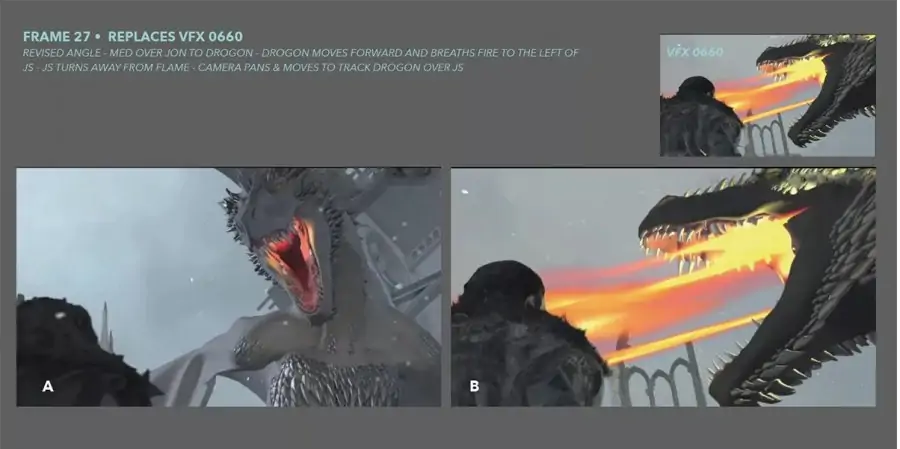 FRAME 27 • REPLACES VFX 0660
REVISED ANGLE - MED OVER JON TO DROGON - DROGON MOVES FORWARD AND BREATHS FIRE TO THE LEFT OF
JS - JS TURNS AWAY FROM FLAME - CAMERA PANS & MOVES TO TRACK DROGON OVER JS
VFX 0660
A
B